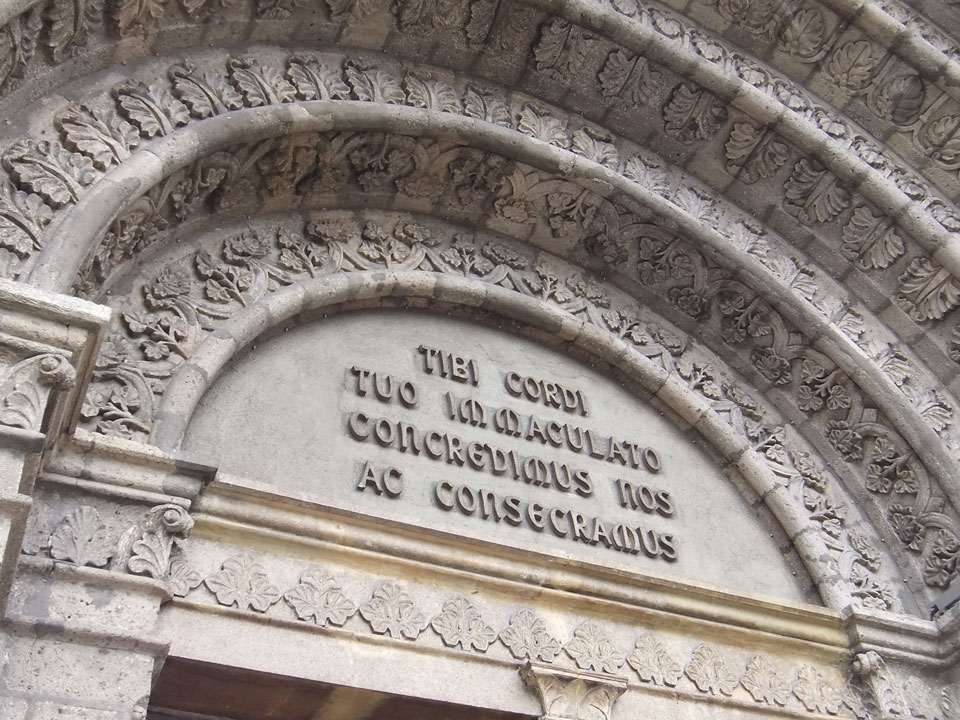 TIBI CORDI
TUO IMMACULATO
CONCREDIMUS NOS
AC CONSECRAMUS